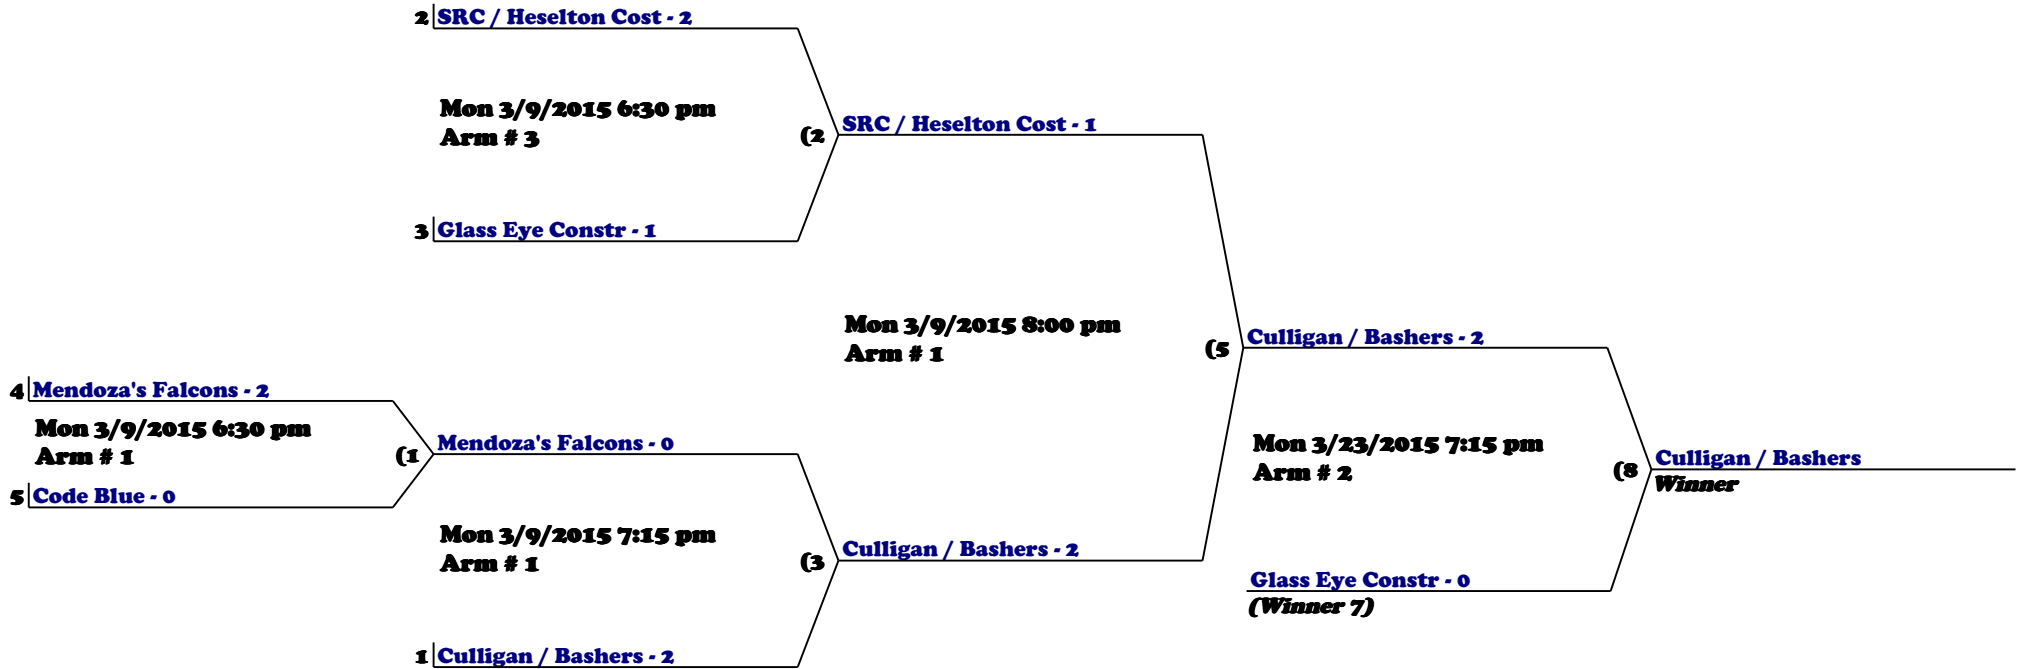 2 SRC / Heselton Cost - 2
Mon 3/9/2015 6:30 pm
Arm # 3
(2
SRC / Heselton Cost - 1
3 Glass Eye Constr - 1
Mon 3/9/2015 8:00 pm
Arm # 1
(5
Culligan / Bashers - 2
4 Mendoza's Falcons - 2
Mon 3/9/2015 6:30 pm
Arm # 1
(1
Mendoza's Falcons - 0
5 Code Blue - 0
Mon 3/9/2015 7:15 pm
Arm # 1
(3
Culligan / Bashers - 2
1 Culligan / Bashers - 2
Mon 3/23/2015 7:15 pm
Arm # 2
(8
Culligan / Bashers
Winner
Glass Eye Constr - 0
(Winner 7)